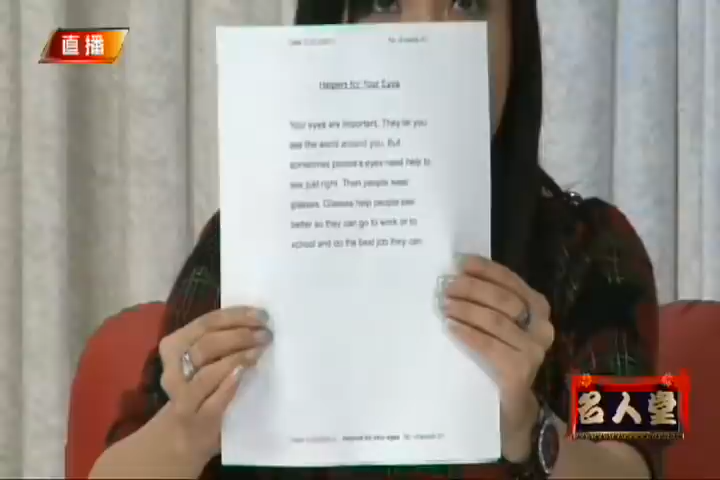 直播
Helpers for Your Eyes
Your eyes are important. They let you
see the world around you. But
sometimes people's eyes need help to
see just right. Then people wear
glasses. Glasses help people see
better so they can go to work or to
school and do the best job they can.
名人堂